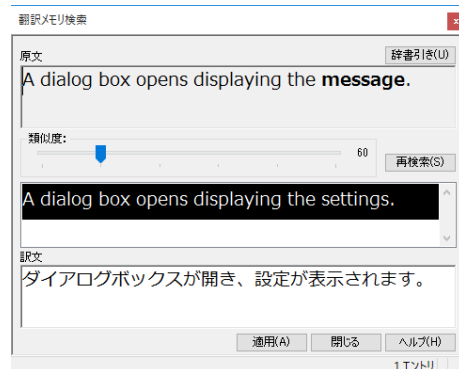 翻訳メモリ検索
x
原文
辞書引き(U)
A dialog box opens displaying the message.
類似度:
60
再検索(S)
A dialog box opens displaying the settings.
訳文
ダイアログボックスが開き、設定が表示されます。
適用(A) 閉じる ヘルプ(H)
1 エントリ